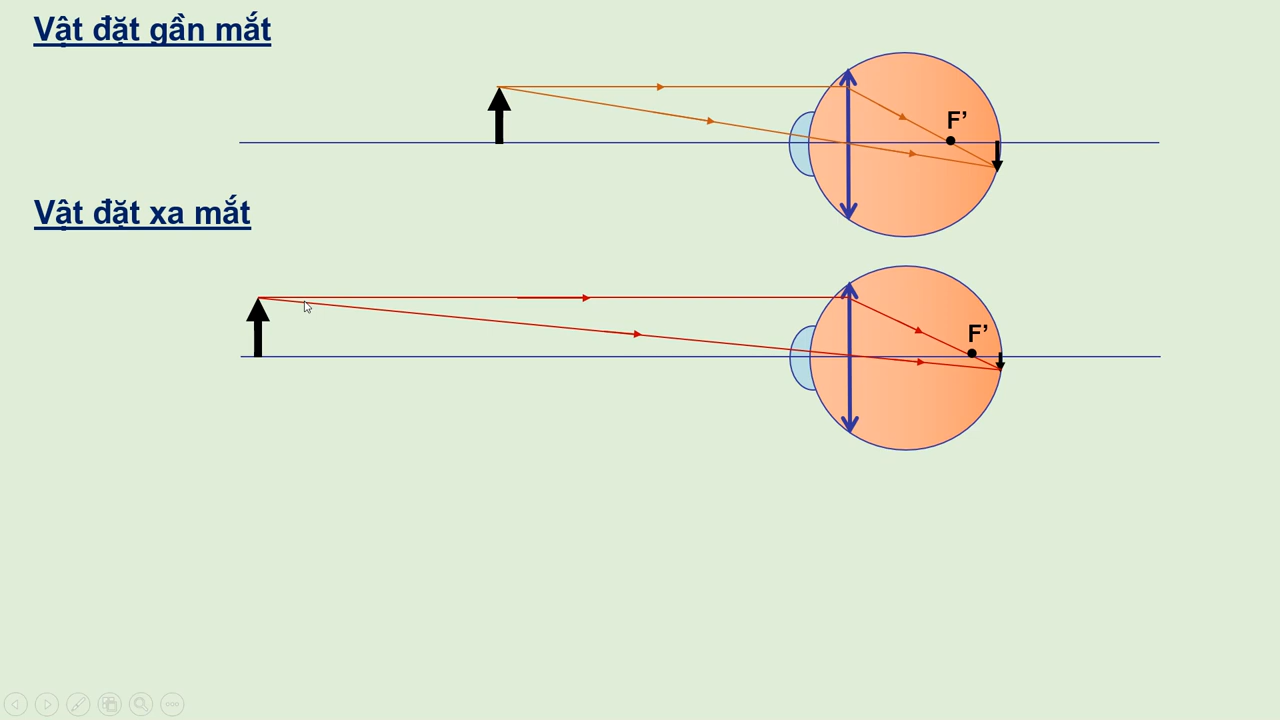 Vật đặt gần mắt
F’
Vật đặt xa mắt
F’